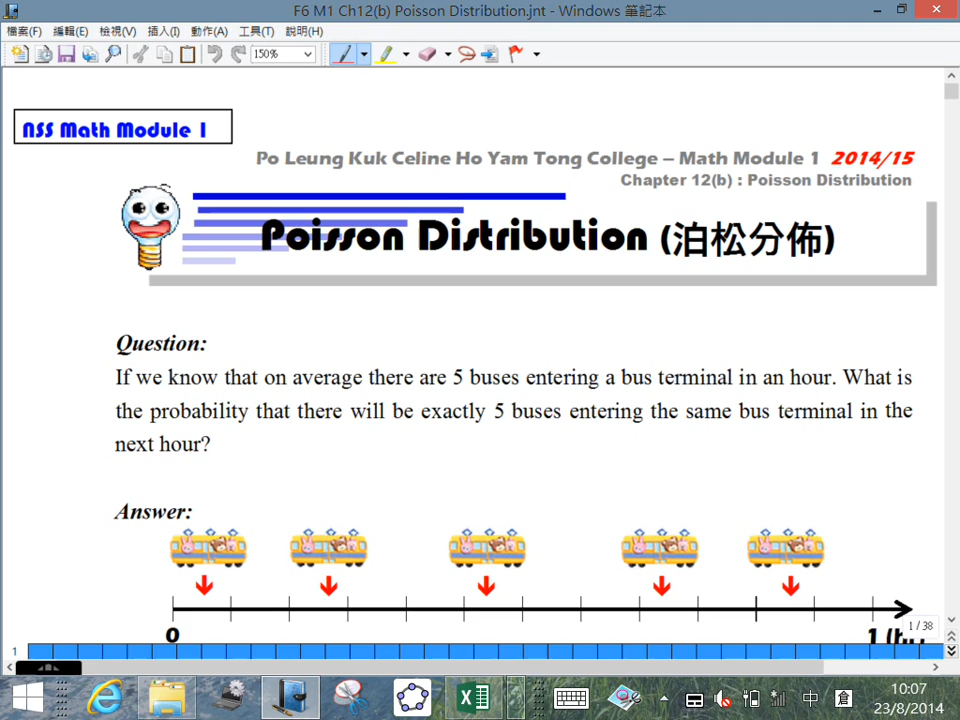 F6 M1 Ch12(b) Poisson Distribution.jnt - Windows 筆記本
檔案(F) 編輯(E) 檢視(V) 插入(I) 動作(A) 工具(T) 說明(H)
150%
NSS Math Module 1
Po Leung Kuk Celine Ho Yam Tong College – Math Module 1 2014/15
Chapter 12(b) : Poisson Distribution
Poisson Distribution (泊松分佈)
Question:
If we know that on average there are 5 buses entering a bus terminal in an hour. What is
the probability that there will be exactly 5 buses entering the same bus terminal in the
next hour?
Answer:
0
1 (hr)
1 / 38
1
中
倉
10:07
23/8/2014